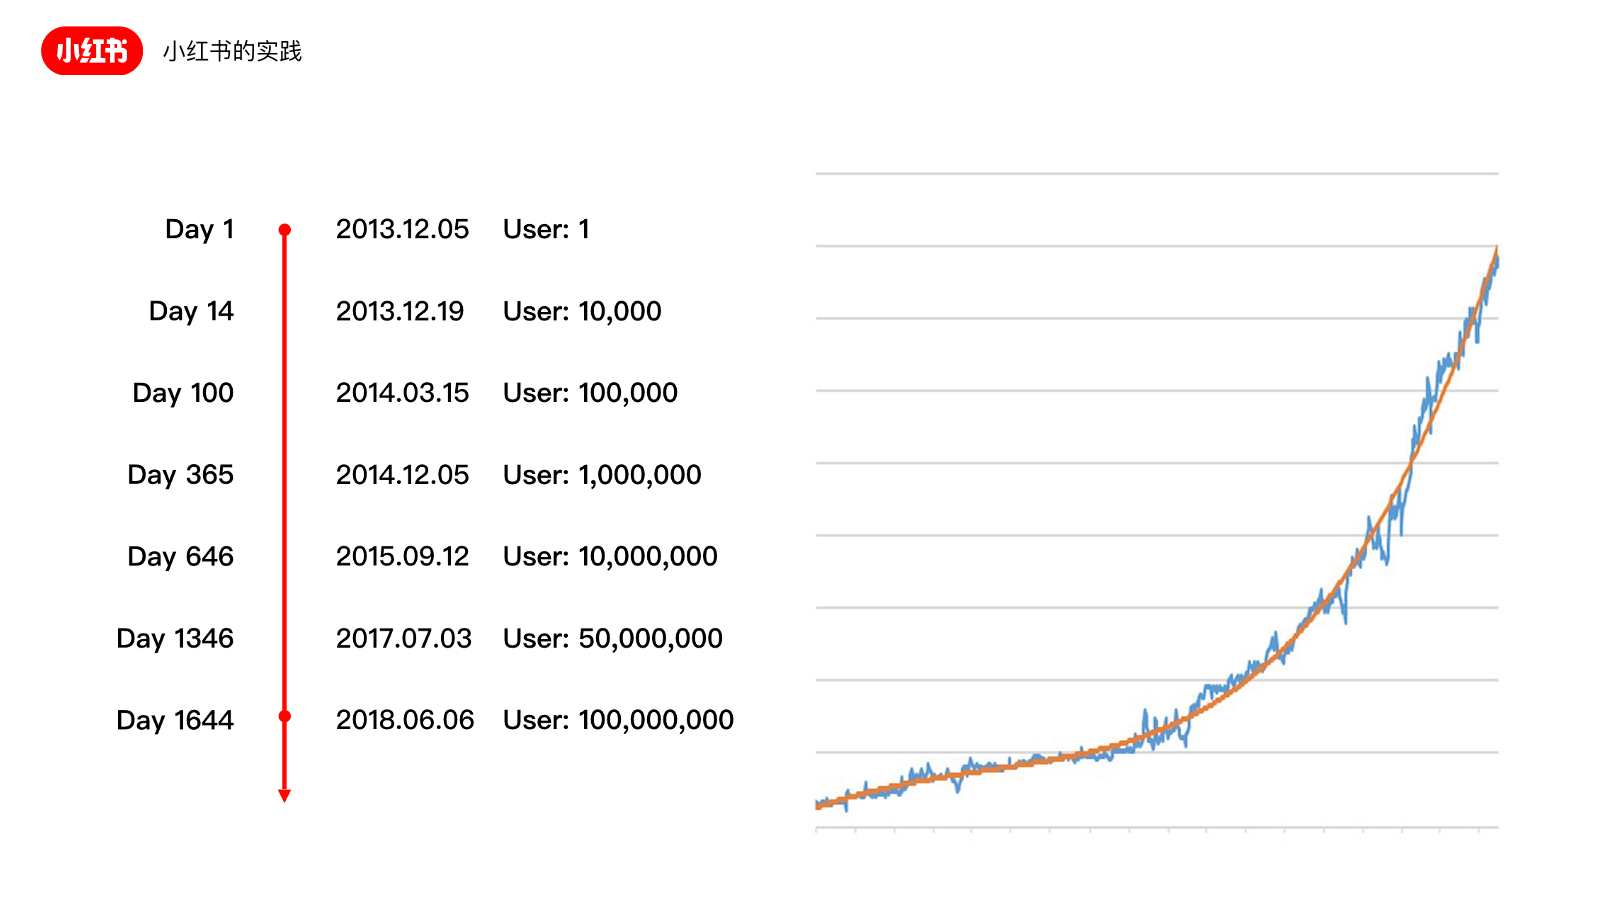 小红书 小红书的实践
Day 1 2013.12.05 User: 1
Day 14 2013.12.19 User: 10,000
Day 100 2014.03.15 User: 100,000
Day 365 2014.12.05 User: 1,000,000
Day 646 2015.09.12 User: 10,000,000
Day 1346 2017.07.03 User: 50,000,000
Day 1644 2018.06.06 User: 100,000,000